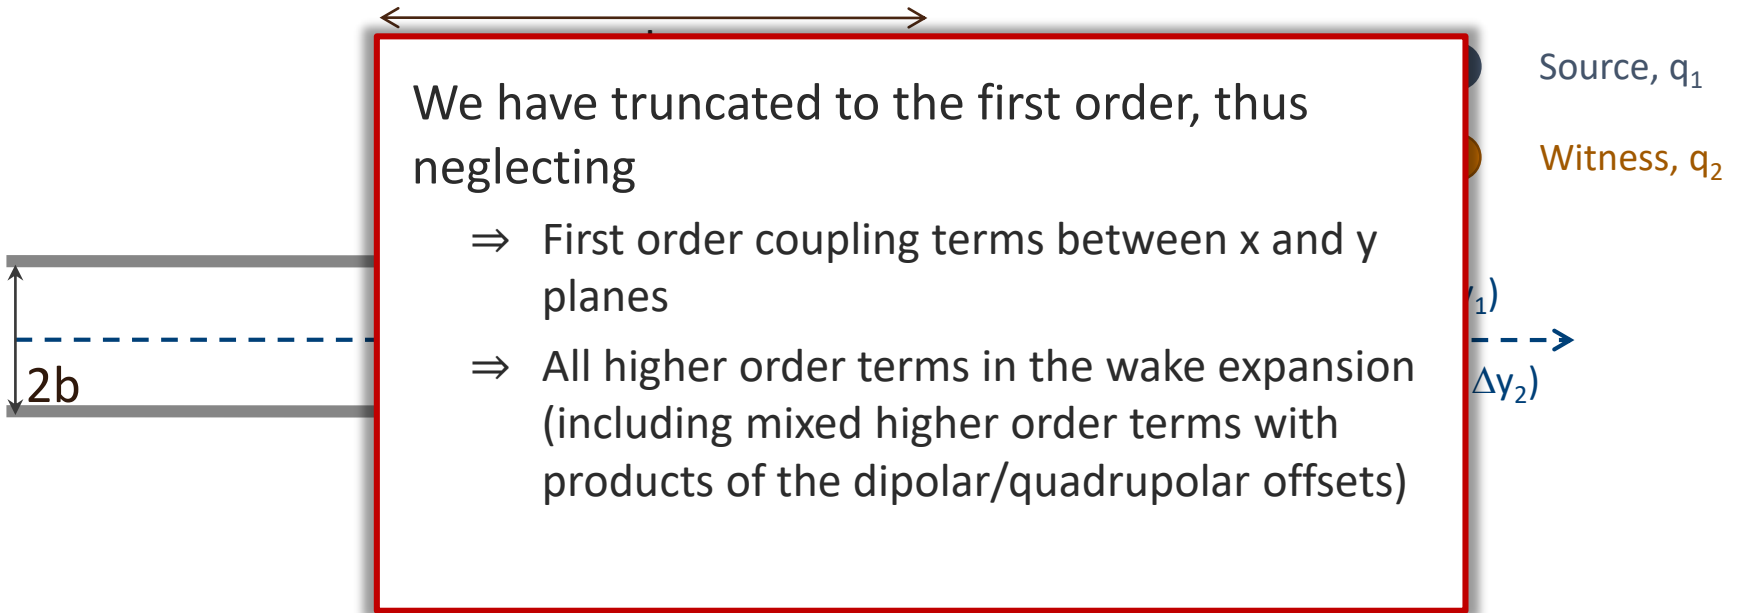 We have truncated to the first order, thus
neglecting
⇒ First order coupling terms between x and y
planes
⇒ All higher order terms in the wake expansion
(including mixed higher order terms with
products of the dipolar/quadrupolar offsets)
Source, q₁
Witness, q₂
y₁)
Δy₂)
2b